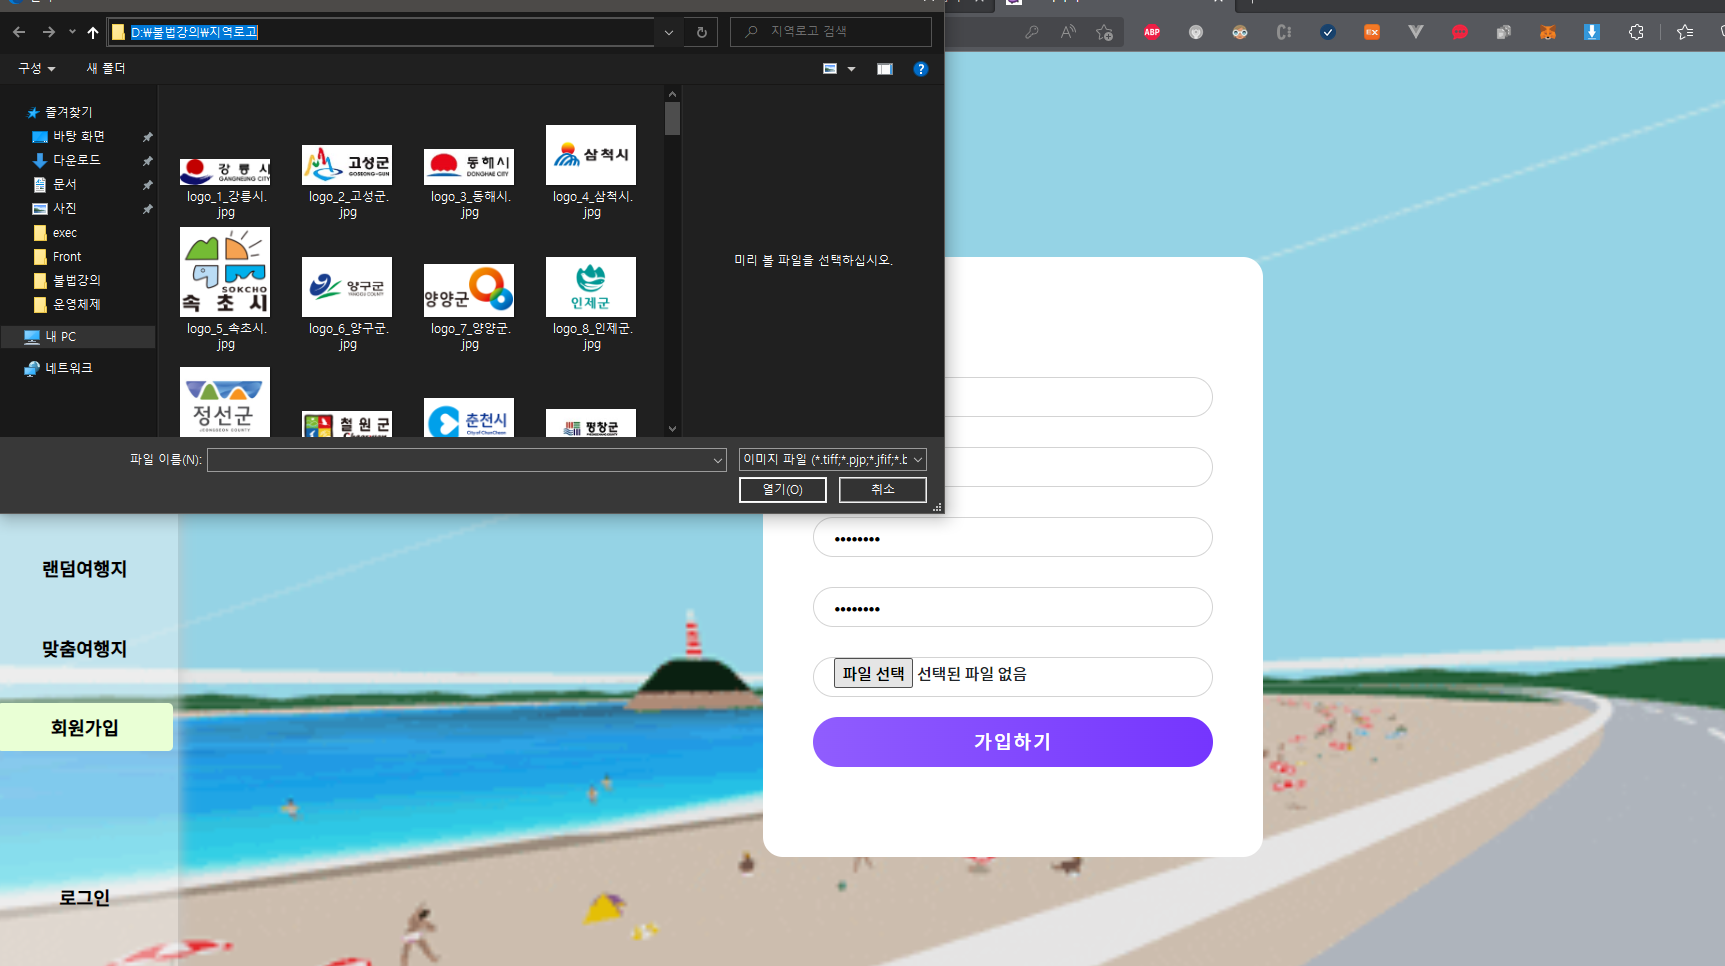 D:₩불법강의₩지역로고
지역로고 검색
ABP
구성
새 폴더
즐겨찾기
바탕 화면
다운로드
문서
사진
exec
Front
불법강의
운영체제
내 PC
네트워크
강릉시
GANGNEUNG CITY
logo_1_강릉시.
jpg
고성군
GOSEONG-GUN
logo_2_고성군.
jpg
동해시
DONGHAE CITY
logo_3_동해시.
jpg
삼척시
logo_4_삼척시.
jpg
SOKCHO
속초시
logo_5_속초시.
jpg
양구군
YANGGU COUNTY
logo_6_양구군.
jpg
양양군
logo_7_양양군.
jpg
인제군
logo_8_인제군.
jpg
정선군
JEONGSEON COUNTY
철원군
춘천시
City of ChunCheon
평창군
미리 볼 파일을 선택하십시오.
파일 이름(N):
이미지 파일 (*.tiff;*.pjp;*.jfif;*.b
열기(O)
취소
랜덤여행지
맞춤여행지
회원가입
로그인
파일 선택 선택된 파일 없음
가입하기